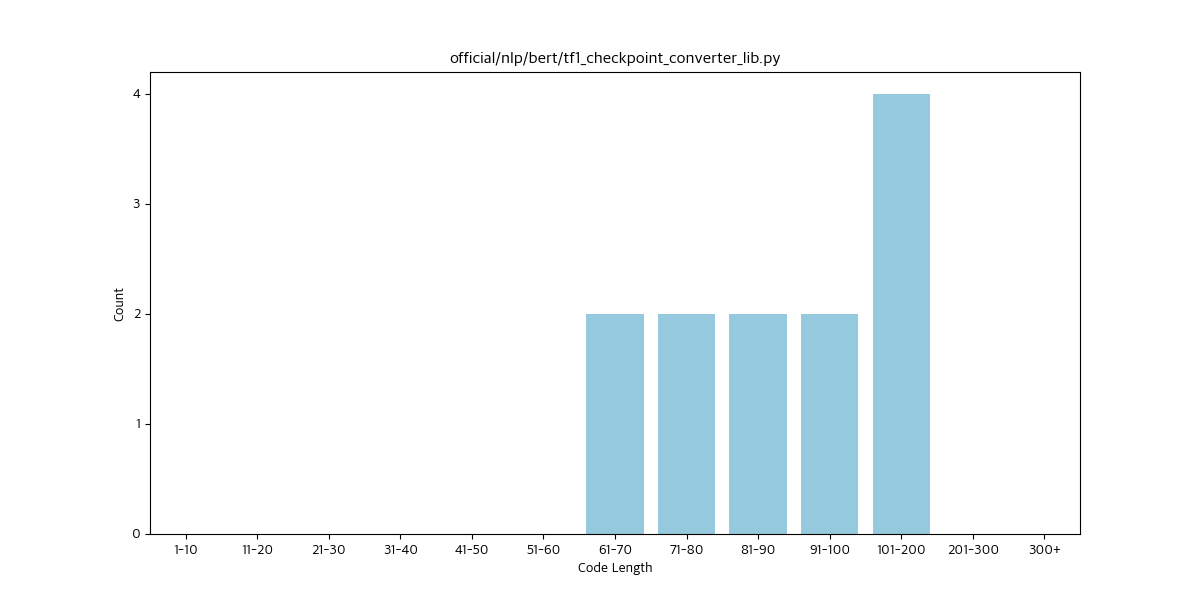 official/nlp/bert/tf1_checkpoint_converter_lib.py
4
3
2
1
0
Count
1-10 11-20 21-30 31-40 41-50 51-60 61-70 71-80 81-90 91-100 101-200 201-300 300+
Code Length